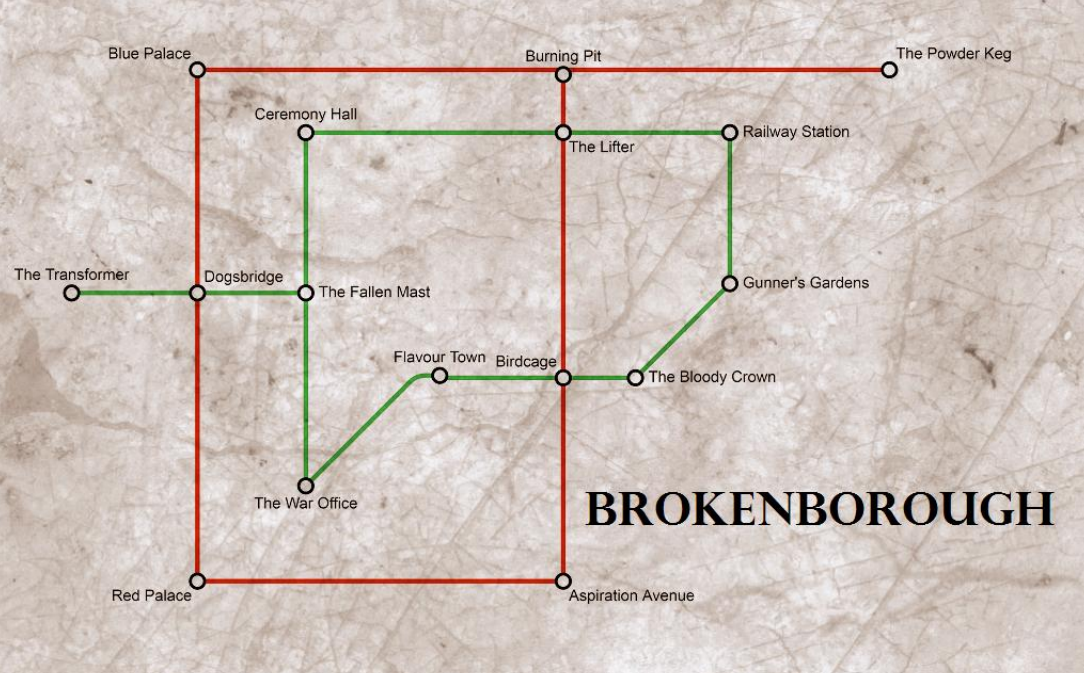 Blue Palace
Burning Pit
The Powder Keg
Ceremony Hall
The Lifter
Railway Station
The Transformer
Dogsbridge
The Fallen Mast
Gunner's Gardens
Flavour Town
Birdcage
The Bloody Crown
The War Office
BROKENBOROUGH
Red Palace
Aspiration Avenue